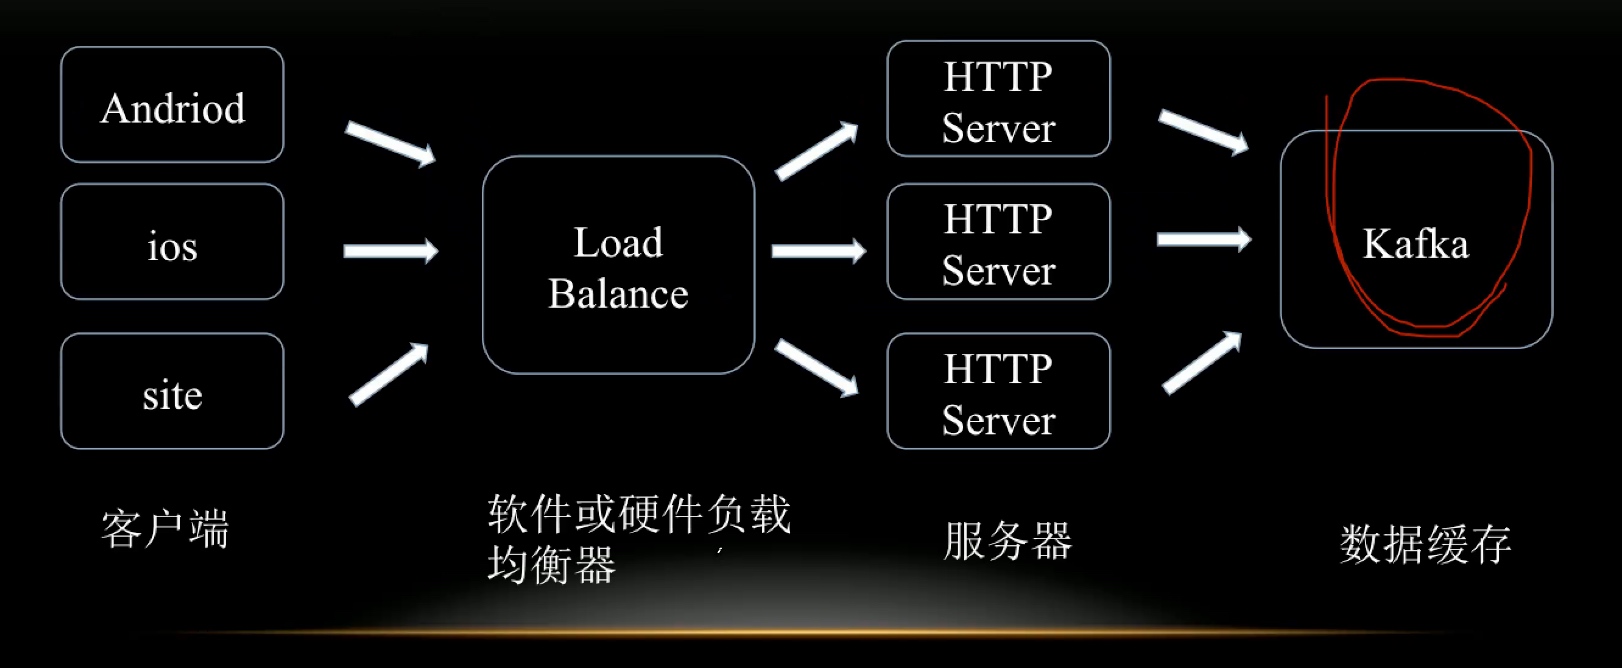 Andriod
ios
site
Load
Balance
HTTP
Server
HTTP
Server
HTTP
Server
Kafka
客户端
软件或硬件负载
均衡器
服务器
数据缓存